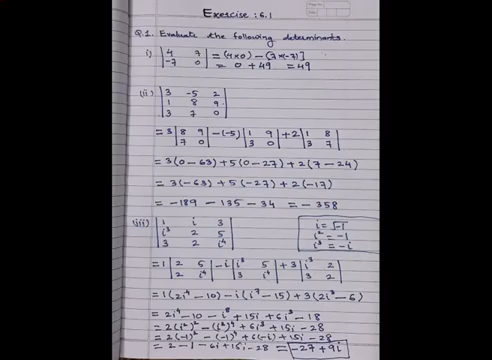 Exercise : 6.1
Q.1. Evaluate the following determinants.
i) | 4 7 | = (4x0) - (7x(-7)]
| -7 0 | = 0 + 49 = 49
(ii) | 3 -5 2 |
| 1 8 9 |
| 3 7 0 |
= 3 | 8 9 | -(-5) | 1 9 | +2 | 1 8 |
| 7 0 | | 3 0 | | 3 7 |
= 3(0-63) + 5(0-27) + 2(7-24)
= 3(-63) + 5(-27) + 2(-17)
= -189 - 135 - 34 = -358
(iii) | 1 i 3 |
| i³ 2 5 |
| 3 2 i⁴ |
i = √-1
i² = -1
i³ = -i
= 1 | 2 5 | -i | i³ 5 | +3 | i³ 2 |
| 2 i⁴ | | 3 i⁴ | | 3 2 |
= 1(2i⁴ - 10) - i(i⁷ - 15) + 3(2i³ - 6)
= 2i⁴ - 10 - i⁸ + 15i + 6i³ - 18
= 2(i²)² - (i²)⁴ + 6i³ + 15i - 28
= 2(-1)² - (-1)⁴ + 6(-i) + 15i - 28
= 2 - 1 - 6i + 15i - 28 = -27 + 9i